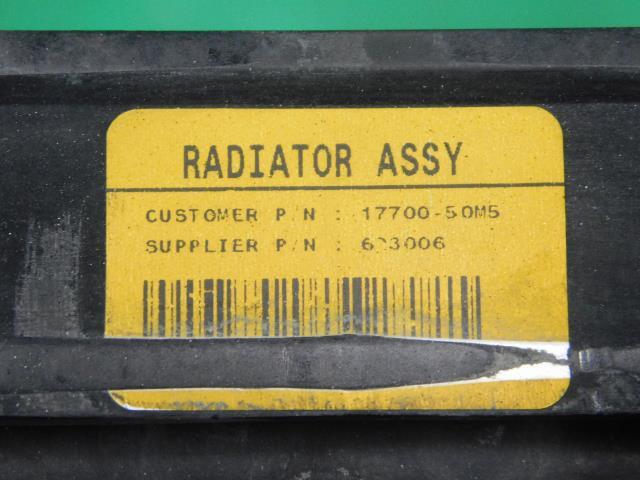 RADIATOR ASSY
CUSTOMER P/N : 17700-50M5
SUPPLIER P/N :